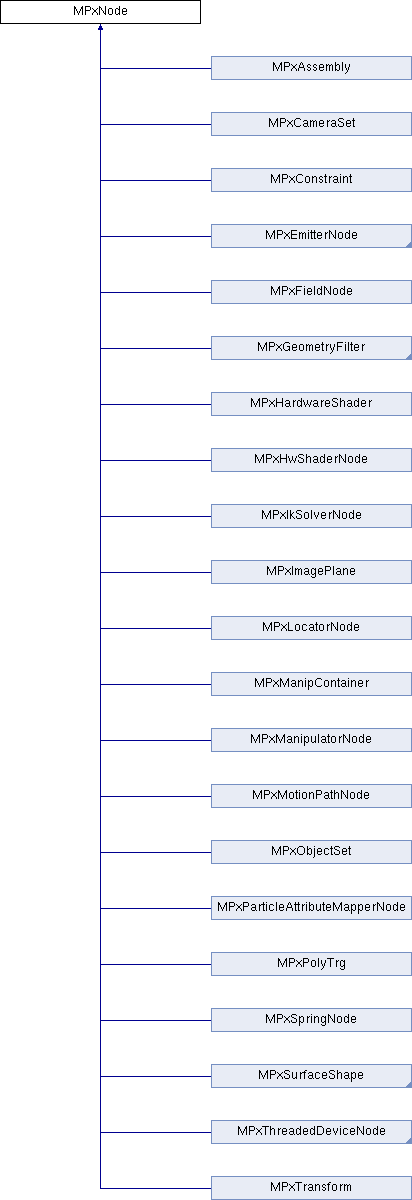 MPxNode
MPxAssembly
MPxCameraSet
MPxConstraint
MPxEmitterNode
MPxFieldNode
MPxGeometryFilter
MPxHardwareShader
MPxHwShaderNode
MPxIkSolverNode
MPxImagePlane
MPxLocatorNode
MPxManipContainer
MPxManipulatorNode
MPxMotionPathNode
MPxObjectSet
MPxParticleAttributeMapperNode
MPxPolyTrg
MPxSpringNode
MPxSurfaceShape
MPxThreadedDeviceNode
MPxTransform